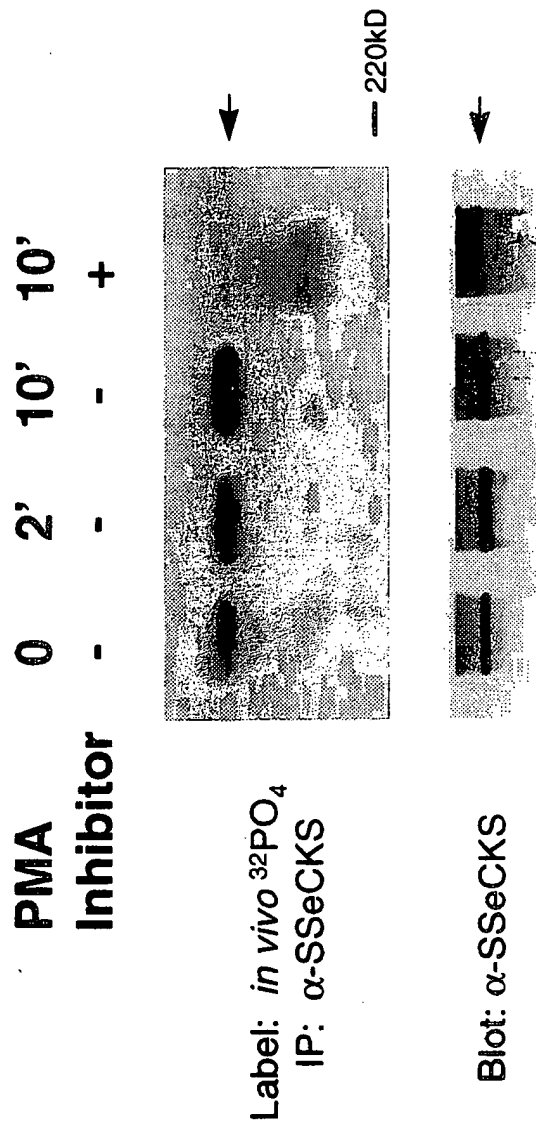 PMA 0 2' 10' 10'
Inhibitor - - - +
Label: in vivo ³²PO₄
IP: α-SSeCKS
220kD
Blot: α-SSeCKS